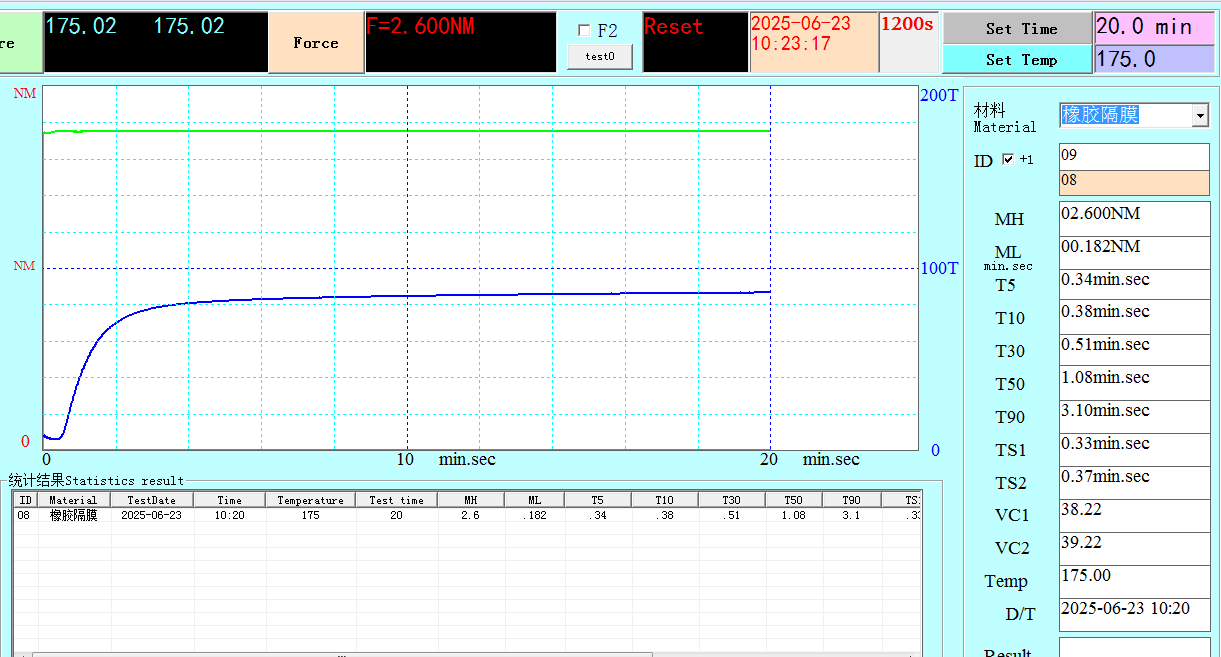 re
175.02 175.02
Force
F=2.600NM
F2
test0
Reset
2025-06-23
10:23:17
1200s
Set Time
20.0 min
Set Temp
175.0
NM
NM
0
200T
100T
0
0 10 min.sec 20 min.sec
材料
Material
橡胶隔膜
ID +1
09
08
MH 02.600NM
ML 00.182NM
min.sec
T5 0.34min.sec
T10 0.38min.sec
T30 0.51min.sec
T50 1.08min.sec
T90 3.10min.sec
TS1 0.33min.sec
TS2 0.37min.sec
VC1 38.22
VC2 39.22
Temp 175.00
D/T 2025-06-23 10:20
Result
统计结果Statistics result
ID Material TestDate Time Temperature Test time MH ML T5 T10 T30 T50 T90
08 橡胶隔膜 2025-06-23 10:20 175 20 2.6 .182 .34 .38 .51 1.08 3.1